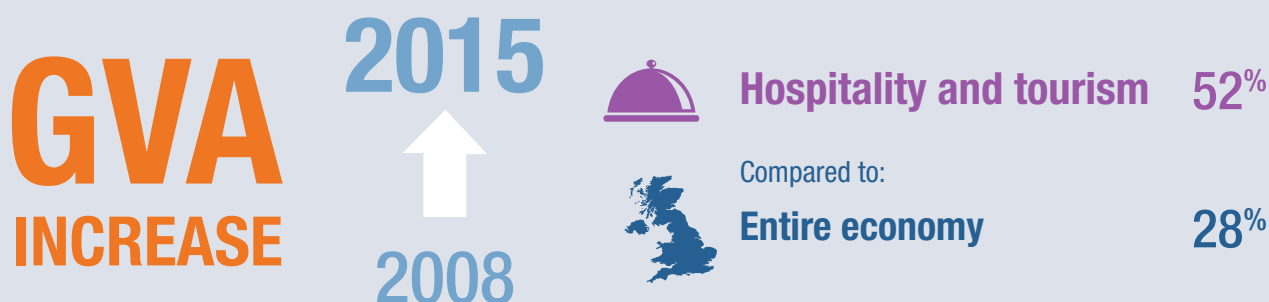 GVA
INCREASE
2015
2008
Hospitality and tourism 52%
Compared to:
Entire economy 28%